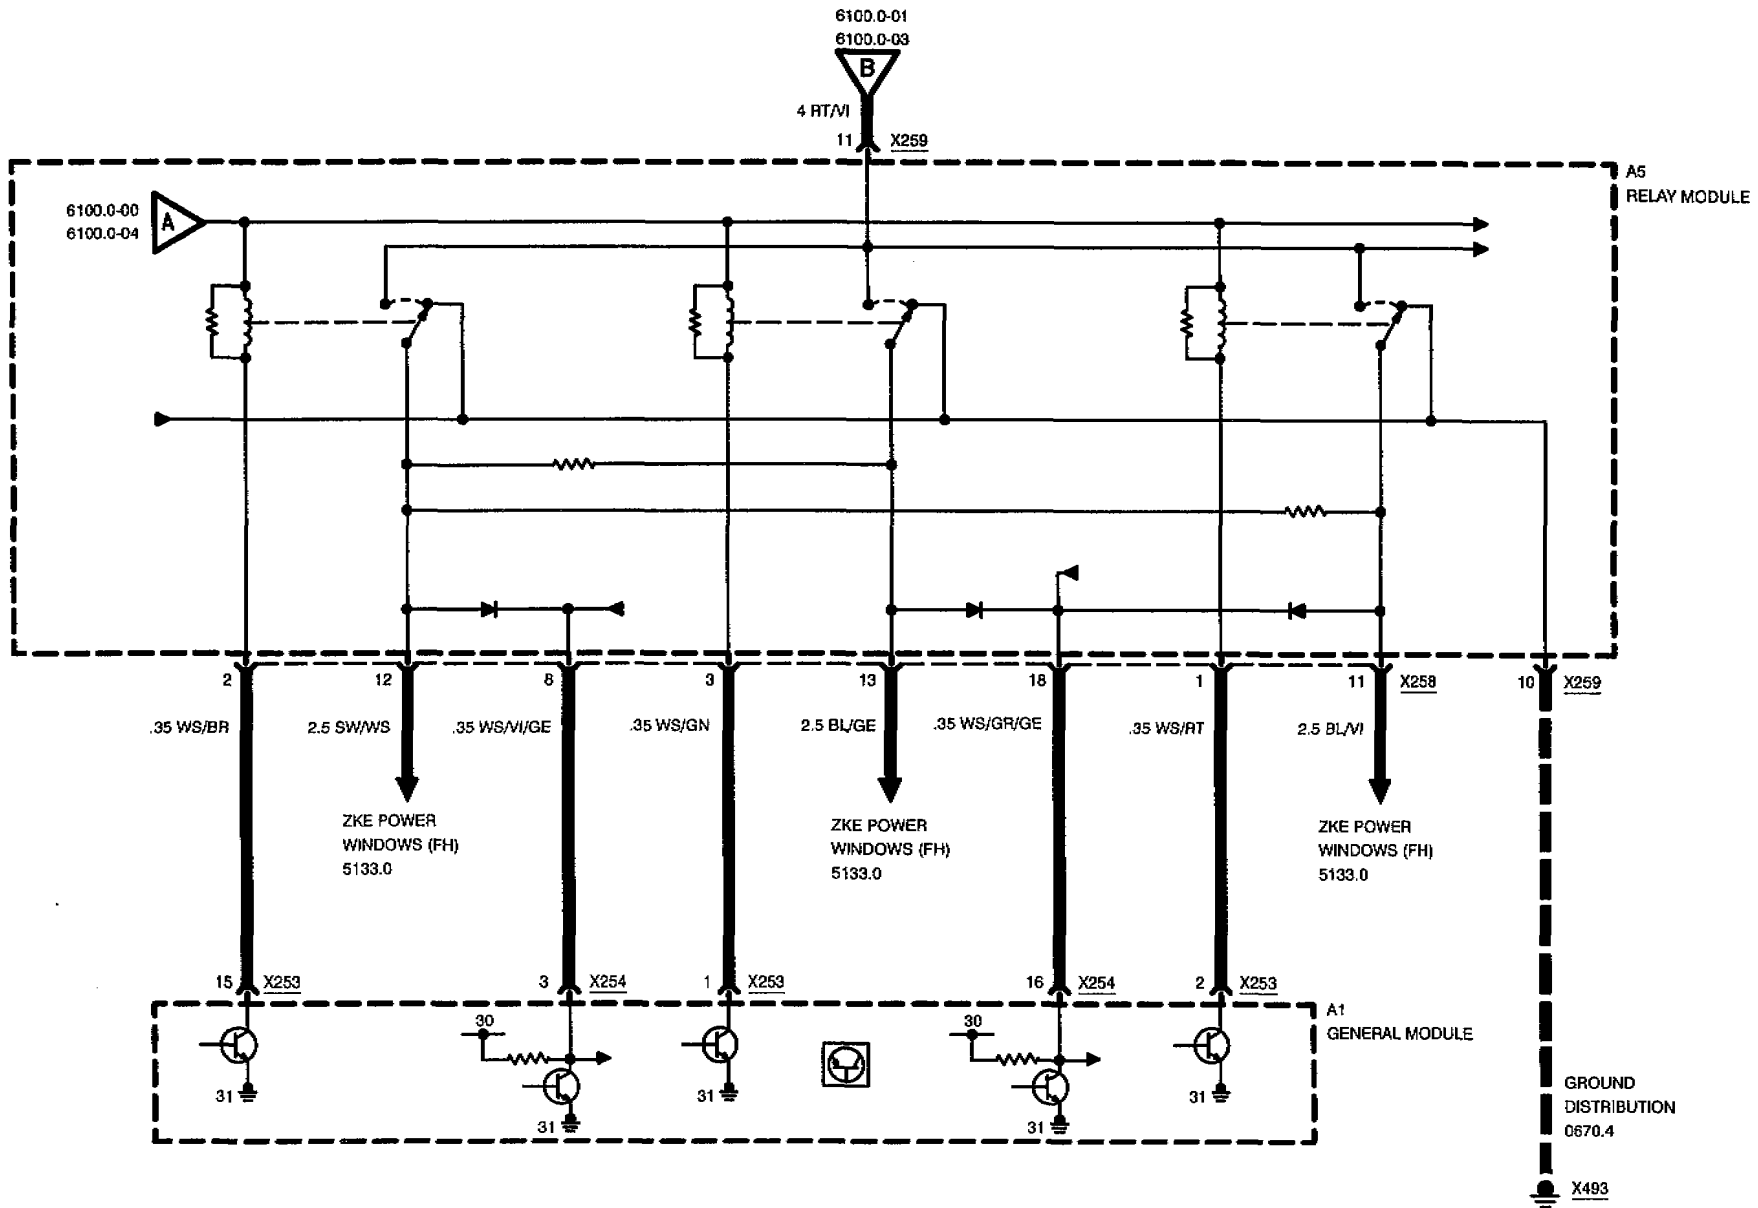 6100.0-01
6100.0-03
B
4 RT/VI
11 X259
A5
RELAY MODULE
6100.0-00
6100.0-04
A
2 12 8 3 13 18 1 11 X258 10 X259
.35 WS/BR 2.5 SW/WS .35 WS/VI/GE .35 WS/GN 2.5 BL/GE .35 WS/GR/GE .35 WS/RT 2.5 BL/VI
ZKE POWER
WINDOWS (FH)
5133.0
ZKE POWER
WINDOWS (FH)
5133.0
ZKE POWER
WINDOWS (FH)
5133.0
15 X253 3 X254 1 X253 16 X254 2 X253
A1
GENERAL MODULE
30 30
31 31 31
31 31
GROUND
DISTRIBUTION
0670.4
X493